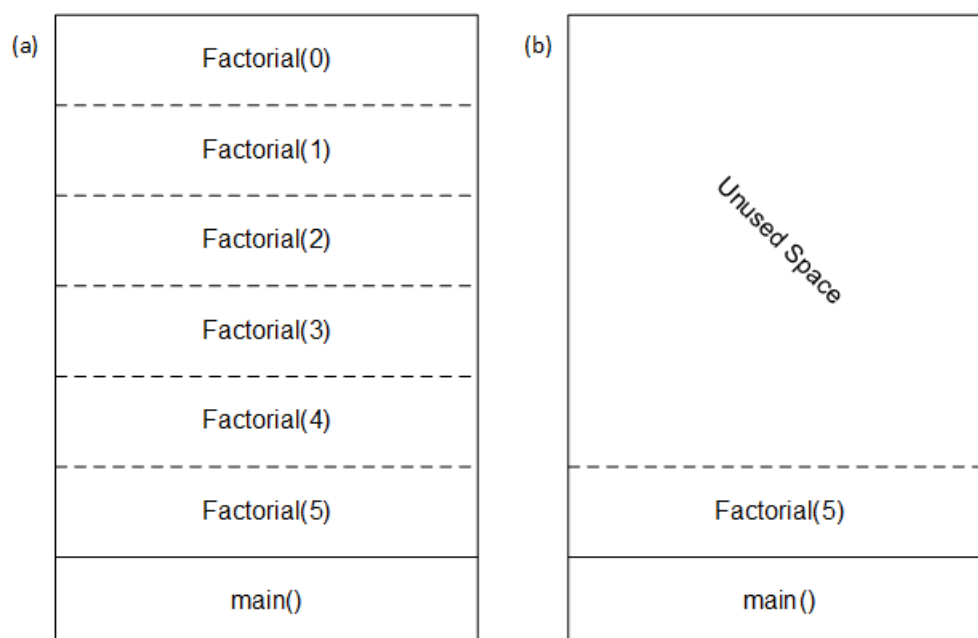 (a)
Factorial(0)
Factorial(1)
Factorial(2)
Factorial(3)
Factorial(4)
Factorial(5)
main()
(b)
Unused Space
Factorial(5)
main()